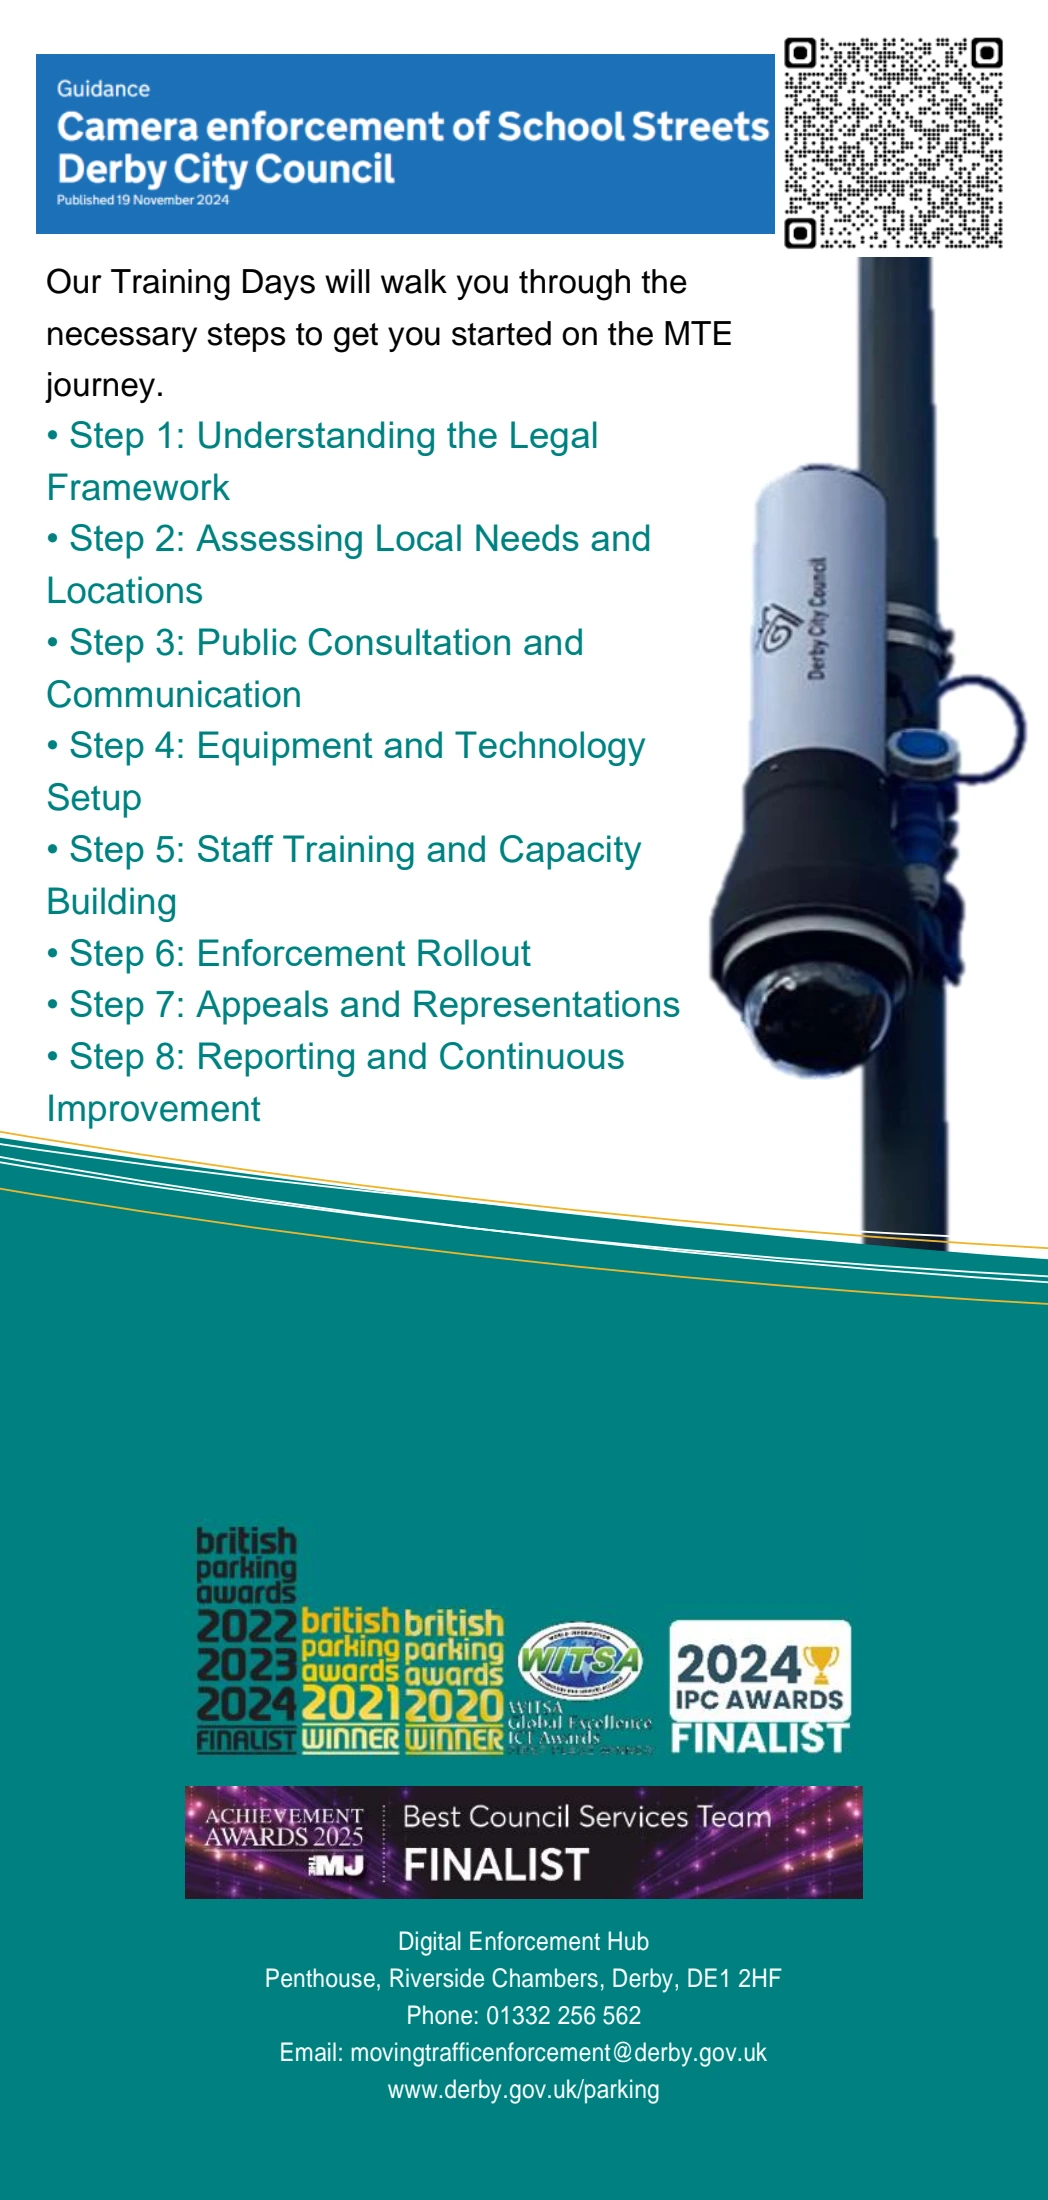 Guidance
Camera enforcement of School Streets
Derby City Council
Published 19 November 2024
Our Training Days will walk you through the
necessary steps to get you started on the MTE
journey.
• Step 1: Understanding the Legal
Framework
• Step 2: Assessing Local Needs and
Locations
• Step 3: Public Consultation and
Communication
• Step 4: Equipment and Technology
Setup
• Step 5: Staff Training and Capacity
Building
• Step 6: Enforcement Rollout
• Step 7: Appeals and Representations
• Step 8: Reporting and Continuous
Improvement
Derby City Council
british
parking
awards
2022
2023
2024
FINALIST
british
parking
awards
2021
WINNER
british
parking
awards
2020
WINNER
WITSA
WITSA
Global Excellence
ICT Awards
2024
IPC AWARDS
FINALIST
ACHIEVEMENT
AWARDS 2025
THE MJ
Best Council Services Team
FINALIST
Digital Enforcement Hub
Penthouse, Riverside Chambers, Derby, DE1 2HF
Phone: 01332 256 562
Email: movingtrafficenforcement@derby.gov.uk
www.derby.gov.uk/parking